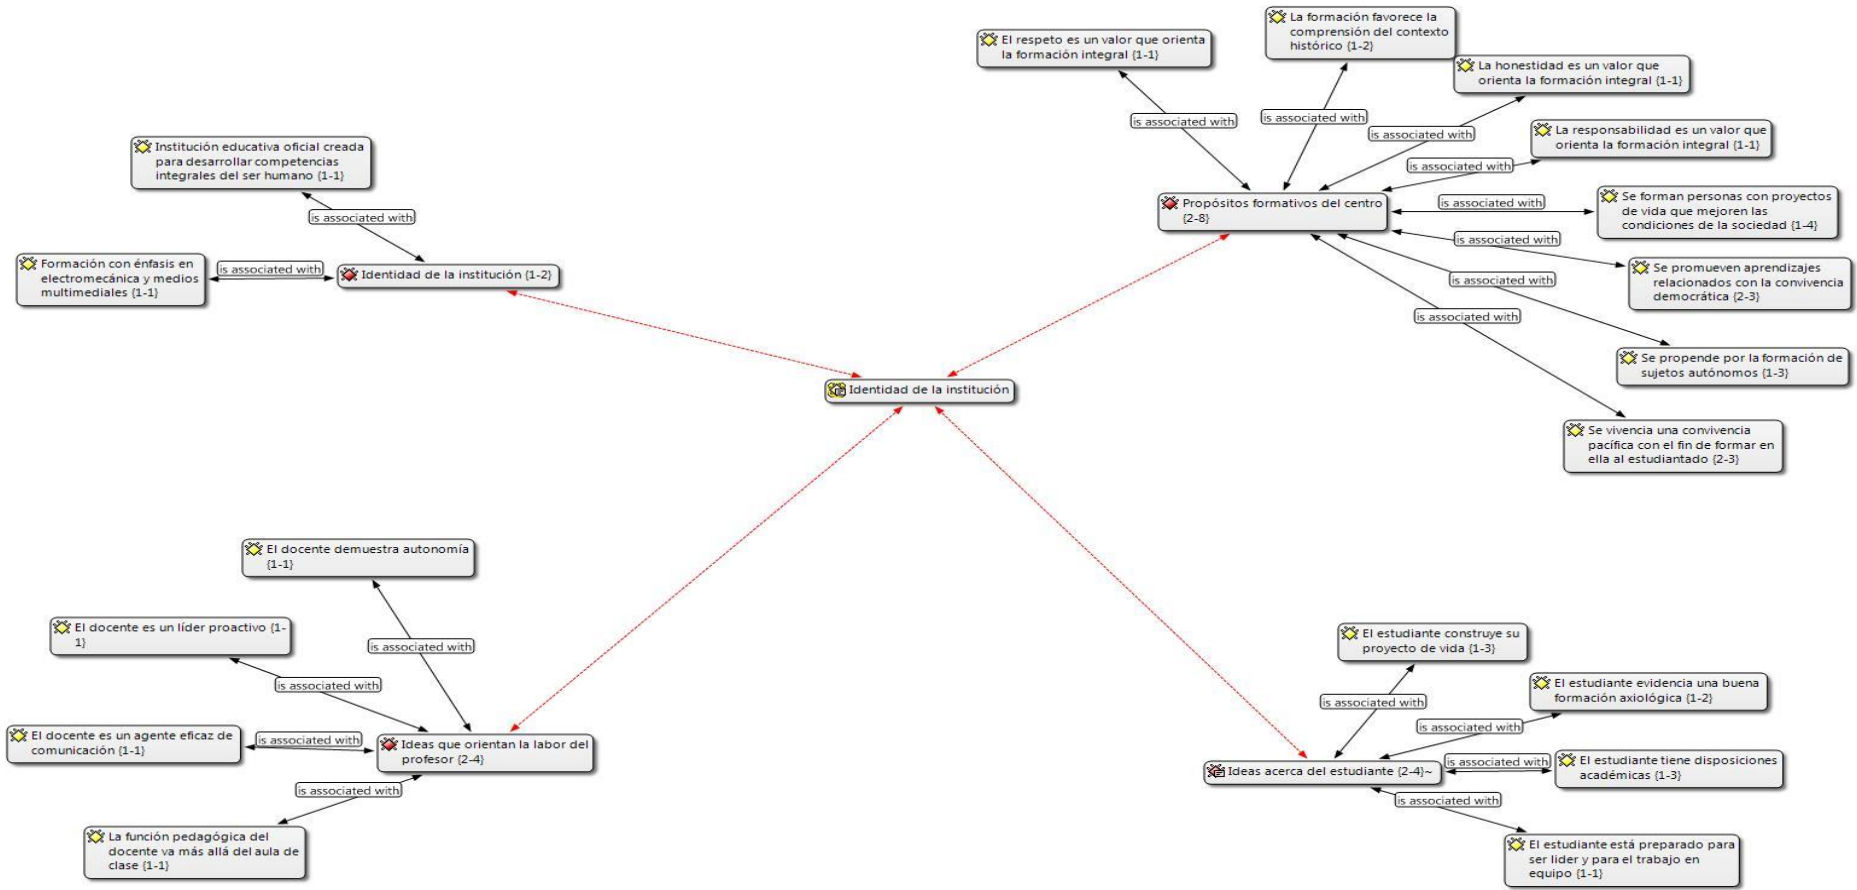 El respeto es un valor que orienta
la formación integral {1-1}
La formación favorece la
comprensión del contexto
histórico {1-2}
La honestidad es un valor que
orienta la formación integral {1-1}
is associated with
is associated with
is associated with
La responsabilidad es un valor que
orienta la formación integral {1-1}
is associated with
Propósitos formativos del centro
{2-8}
is associated with
Se forman personas con proyectos
de vida que mejoren las
condiciones de la sociedad {1-4}
is associated with
Se promueven aprendizajes
relacionados con la convivencia
democrática {2-3}
is associated with
is associated with
Se propende por la formación de
sujetos autónomos {1-3}
Se vivencia una convivencia
pacífica con el fin de formar en
ella al estudiantado {2-3}
Institución educativa oficial creada
para desarrollar competencias
integrales del ser humano {1-1}
is associated with
Formación con énfasis en
electromecánica y medios
multimediales {1-1}
is associated with
Identidad de la institución {1-2}
Identidad de la institución
El docente demuestra autonomía
{1-1}
is associated with
El docente es un líder proactivo {1-
1}
is associated with
El docente es un agente eficaz de
comunicación {1-1}
is associated with
Ideas que orientan la labor del
profesor {2-4}
is associated with
La función pedagógica del
docente va más allá del aula de
clase {1-1}
El estudiante construye su
proyecto de vida {1-3}
is associated with
El estudiante evidencia una buena
formación axiológica {1-2}
is associated with
Ideas acerca del estudiante {2-4}~
is associated with
El estudiante tiene disposiciones
académicas {1-3}
is associated with
El estudiante está preparado para
ser lider y para el trabajo en
equipo {1-1}